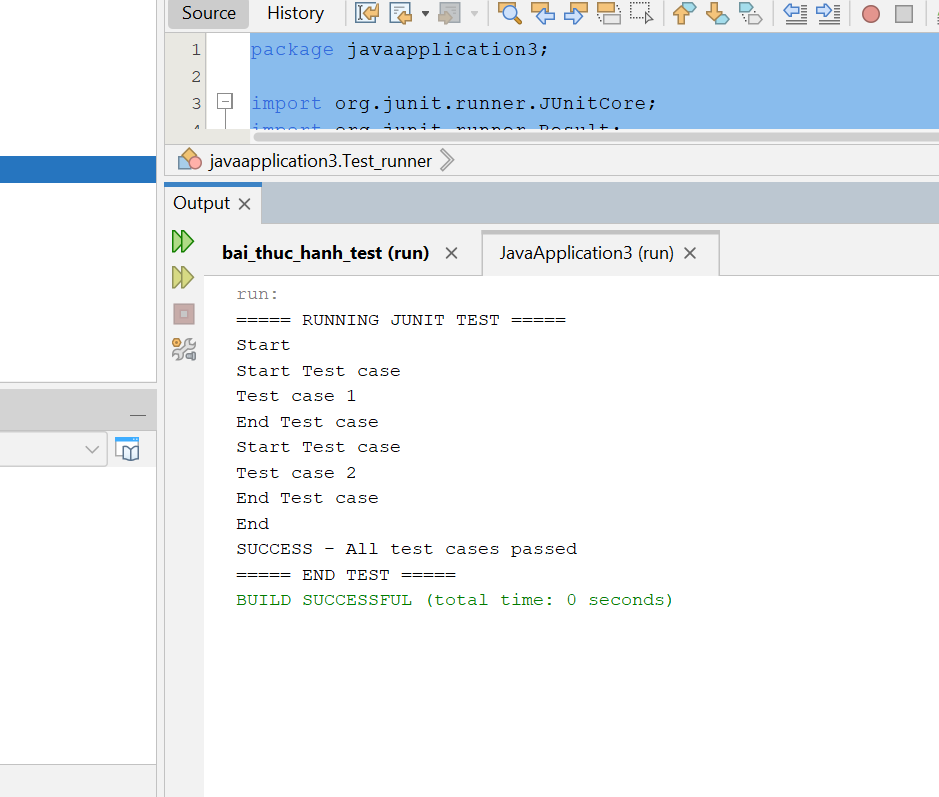 Source History
1 package javaapplication3;
2
3 import org.junit.runner.JUnitCore;
4 import org.junit.runner.Result;
javaapplication3.Test_runner
Output
bai_thuc_hanh_test (run) JavaApplication3 (run)
run:
===== RUNNING JUNIT TEST =====
Start
Start Test case
Test case 1
End Test case
Start Test case
Test case 2
End Test case
End
SUCCESS - All test cases passed
===== END TEST =====
BUILD SUCCESSFUL (total time: 0 seconds)